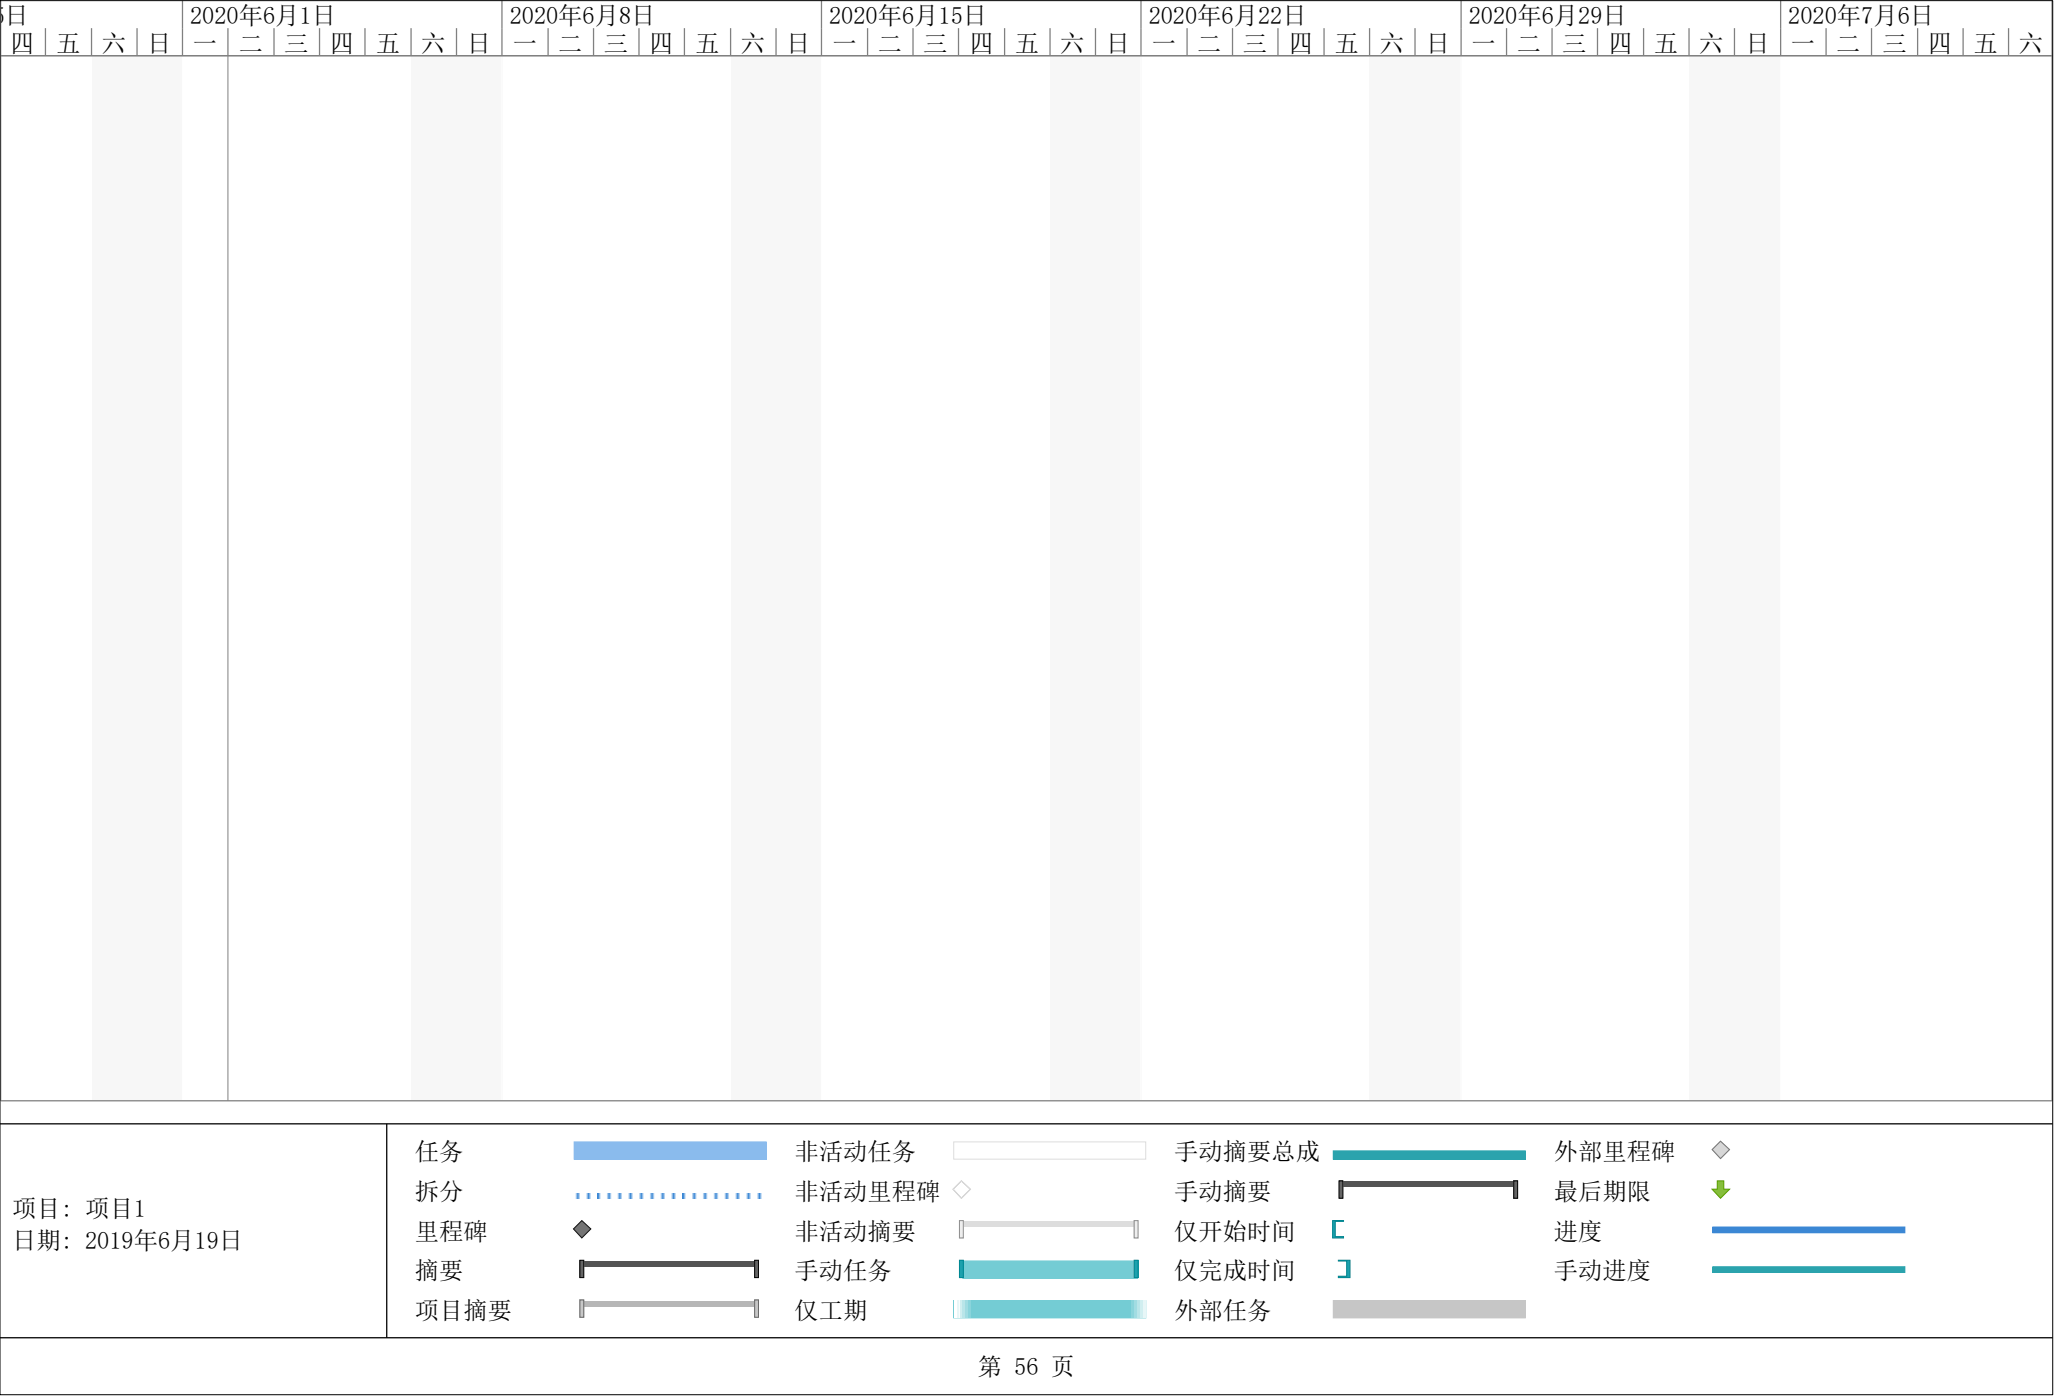 日 2020年6月1日 2020年6月8日 2020年6月15日 2020年6月22日 2020年6月29日 2020年7月6日
四 五 六 日 一 二 三 四 五 六 日 一 二 三 四 五 六 日 一 二 三 四 五 六 日 一 二 三 四 五 六 日 一 二 三 四 五 六 日 一 二 三 四 五 六
项目: 项目1
日期: 2019年6月19日
任务 非活动任务 手动摘要总成 外部里程碑
拆分 非活动里程碑 手动摘要 最后期限
里程碑 非活动摘要 仅开始时间 进度
摘要 手动任务 仅完成时间 手动进度
项目摘要 仅工期 外部任务
第 56 页